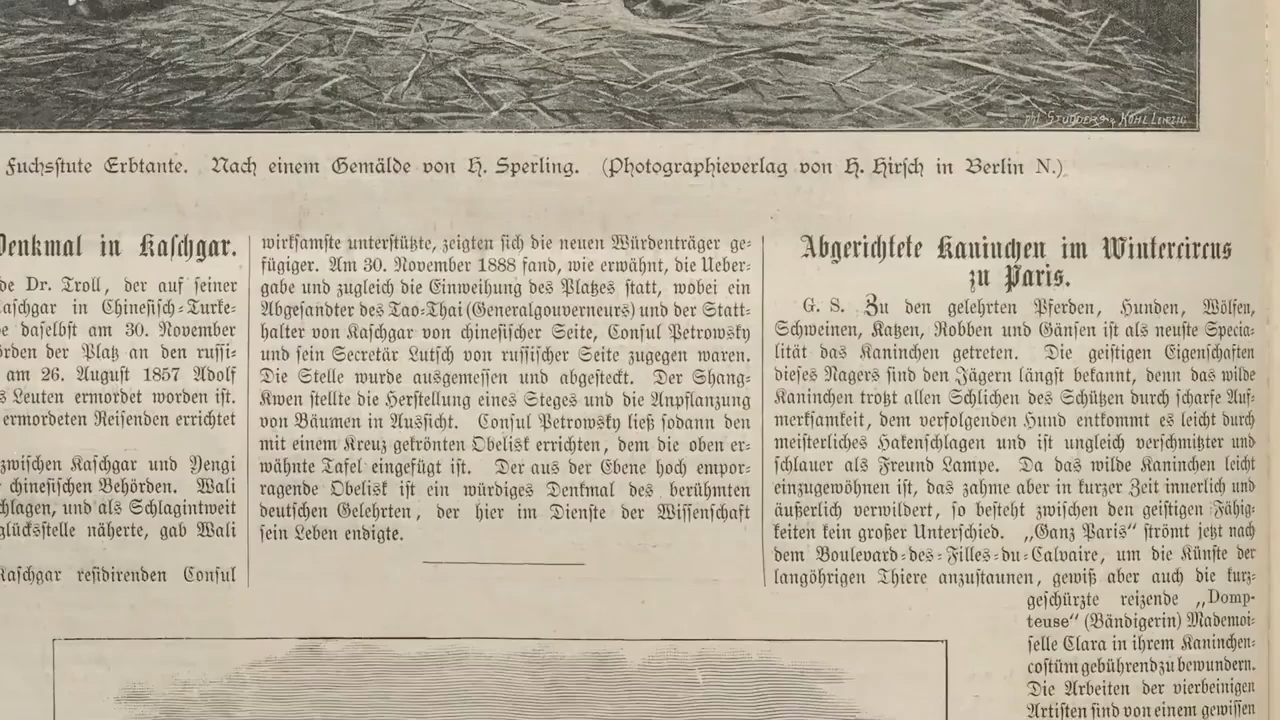 Fuchsstute Erbtante. Nach einem Gemälde von H. Sperling. (Photographieverlag von H. Hirsch in Berlin N.)
Denkmal in Kaschgar.
Dr. Troll, der auf seiner
Kaschgar in Chinesisch-Turke-
daselbst am 30. November
der Platz an den russi-
am 26. August 1857 Adolf
Leuten ermordet worden ist.
ermordeten Reisenden errichtet
zwischen Kaschgar und Yengi
chinesischen Behörden. Wali
und als Schlagintweit
näherte, gab Wali
Kaschgar residirenden Consul
wirksamste unterstützte, zeigten sich die neuen Würdenträger ge-
fügiger. Am 30. November 1888 fand, wie erwähnt, die Ueber-
gabe und zugleich die Einweihung des Platzes statt, wobei ein
Abgesandter des Tao-Thai (Generalgouverneurs) und der Statt-
halter von Kaschgar von chinesischer Seite, Consul Petrowsky
und sein Secretär Lutsch von russischer Seite zugegen waren.
Die Stelle wurde ausgemessen und abgesteckt. Der Shang-
Kwen stellte die Herstellung eines Steges und die Anpflanzung
von Bäumen in Aussicht. Consul Petrowsky ließ sodann den
mit einem Kreuz gekrönten Obelisk errichten, dem die oben er-
wähnte Tafel eingefügt ist. Der aus der Ebene hoch empor-
ragende Obelisk ist ein würdiges Denkmal des berühmten
deutschen Gelehrten, der hier im Dienste der Wissenschaft
sein Leben endigte.
Abgerichtete Kaninchen im Wintercircus
zu Paris.
G. S. Zu den gelehrten Pferden, Hunden, Wölfen,
Schweinen, Katzen, Robben und Gänsen ist als neuste Specia-
lität das Kaninchen getreten. Die geistigen Eigenschaften
dieses Nagers sind den Jägern längst bekannt, denn das wilde
Kaninchen trotzt allen Schlichen des Schützen durch scharfe Auf-
merksamkeit, dem verfolgenden Hund entkommt es leicht durch
meisterliches Hakenschlagen und ist ungleich verschmitzter und
schlauer als Freund Lampe. Da das wilde Kaninchen leicht
einzugewöhnen ist, das zahme aber in kurzer Zeit innerlich und
äußerlich verwildert, so besteht zwischen den geistigen Fähig-
keiten kein großer Unterschied. „Ganz Paris“ strömt jetzt nach
dem Boulevard-des-Filles-du-Calvaire, um die Künste der
langöhrigen Thiere anzustaunen, gewiß aber auch die kurz-
geschürzte reizende „Domp-
teuse“ (Bändigerin) Mademoi-
selle Clara in ihrem Kaninchen-
costüm gebührend zu bewundern.
Die Arbeiten der vierbeinigen
Artisten sind von einem gewissen